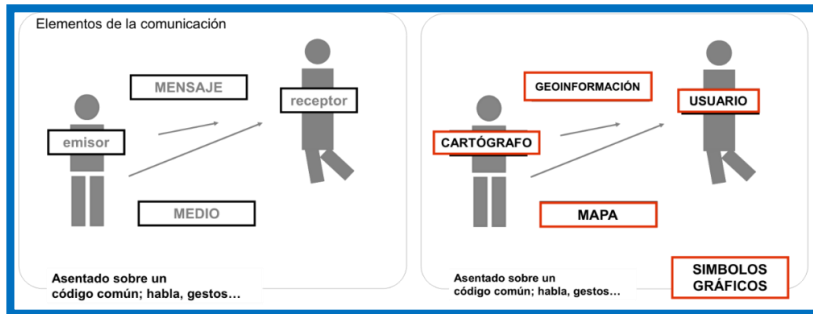 Elementos de la comunicación
MENSAJE
receptor
emisor
MEDIO
Asentado sobre un
código común; habla, gestos…
GEOINFORMACIÓN
USUARIO
CARTÓGRAFO
MAPA
Asentado sobre un
código común; habla, gestos…
SIMBOLOS
GRÁFICOS